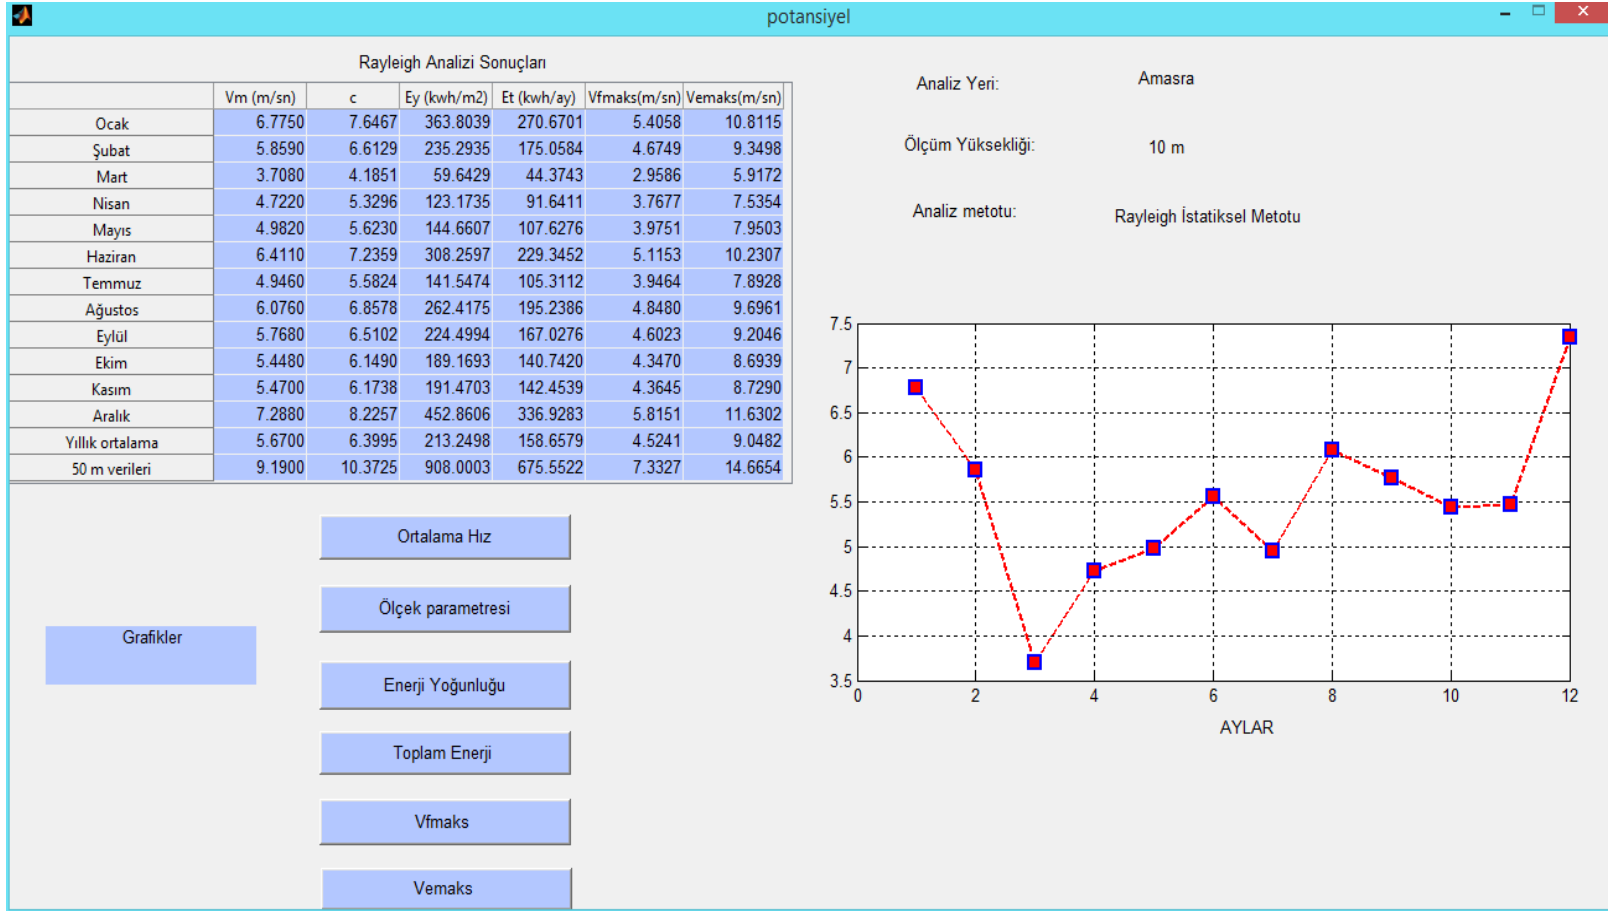 potansiyel
Rayleigh Analizi Sonuçları
Vm (m/sn) c Ey (kwh/m2) Et (kwh/ay) Vfmaks(m/sn) Vemaks(m/sn)
Ocak 6.7750 7.6467 363.8039 270.6701 5.4058 10.8115
Şubat 5.8590 6.6129 235.2935 175.0584 4.6749 9.3498
Mart 3.7080 4.1851 59.6429 44.3743 2.9586 5.9172
Nisan 4.7220 5.3296 123.1735 91.6411 3.7677 7.5354
Mayıs 4.9820 5.6230 144.6607 107.6276 3.9751 7.9503
Haziran 6.4110 7.2359 308.2597 229.3452 5.1153 10.2307
Temmuz 4.9460 5.5824 141.5474 105.3112 3.9464 7.8928
Ağustos 6.0760 6.8578 262.4175 195.2386 4.8480 9.6961
Eylül 5.7680 6.5102 224.4994 167.0276 4.6023 9.2046
Ekim 5.4480 6.1490 189.1693 140.7420 4.3470 8.6939
Kasım 5.4700 6.1738 191.4703 142.4539 4.3645 8.7290
Aralık 7.2880 8.2257 452.8606 336.9283 5.8151 11.6302
Yıllık ortalama 5.6700 6.3995 213.2498 158.6579 4.5241 9.0482
50 m verileri 9.1900 10.3725 908.0003 675.5522 7.3327 14.6654
Analiz Yeri: Amasra
Ölçüm Yüksekliği: 10 m
Analiz metotu: Rayleigh İstatiksel Metotu
Grafikler
Ortalama Hız
Ölçek parametresi
Enerji Yoğunluğu
Toplam Enerji
Vfmaks
Vemaks
7.5
7
6.5
6
5.5
5
4.5
4
3.5
0 2 4 6 8 10 12
AYLAR